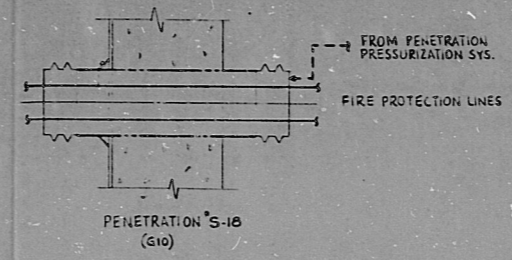 FROM PENETRATION
PRESSURIZATION SYS.
FIRE PROTECTION LINES
PENETRATION #S-18
(G10)